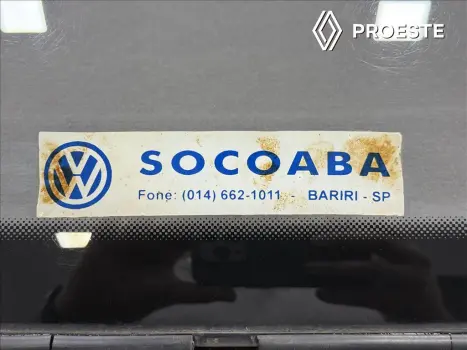 PROESTE
SOCOABA
Fone: (014) 662-1011 - BARIRI - SP